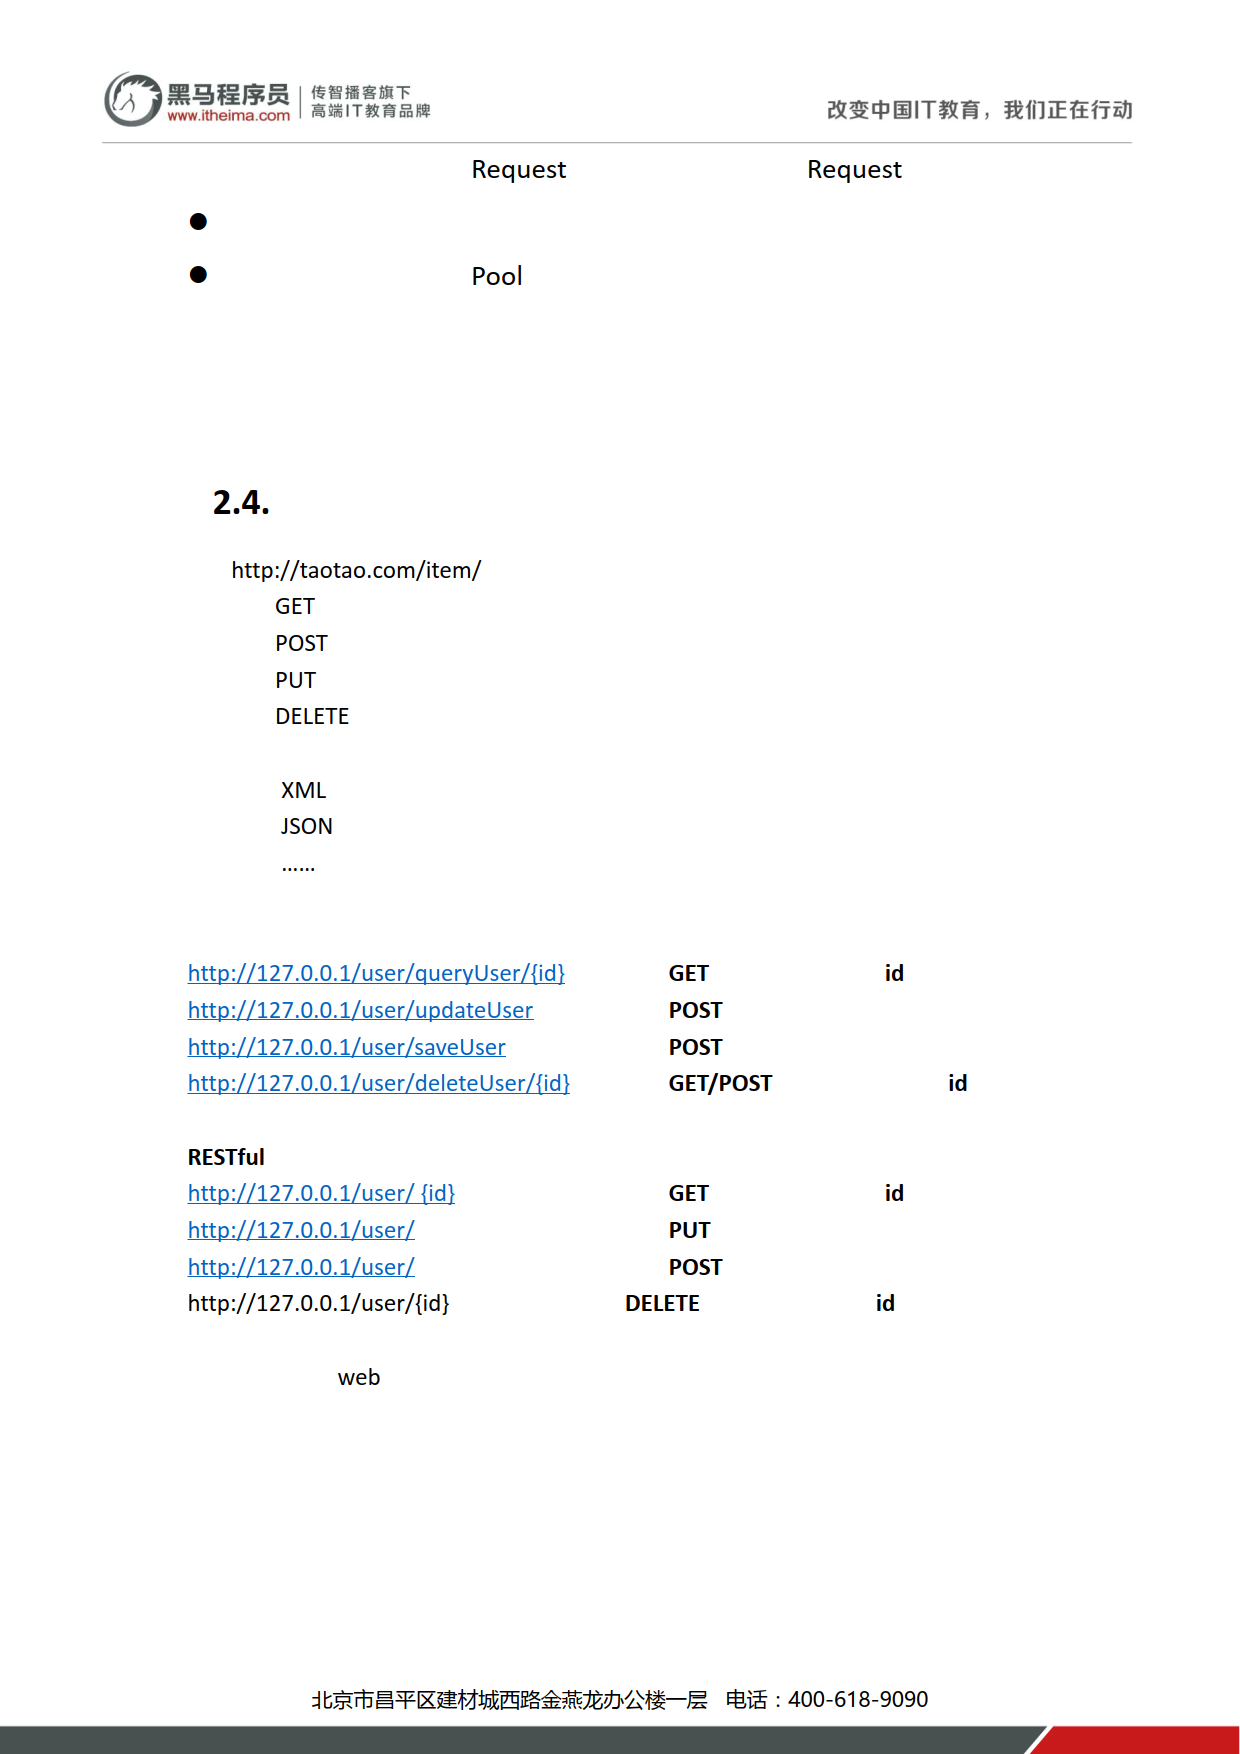 黑马程序员
www.itheima.com
传智播客旗下
高端IT教育品牌
改变中国IT教育，我们正在行动
Request Request
●
● Pool
2.4.
http://taotao.com/item/
GET
POST
PUT
DELETE
XML
JSON
……
http://127.0.0.1/user/queryUser/{id} GET id
http://127.0.0.1/user/updateUser POST
http://127.0.0.1/user/saveUser POST
http://127.0.0.1/user/deleteUser/{id} GET/POST id
RESTful
http://127.0.0.1/user/ {id} GET id
http://127.0.0.1/user/ PUT
http://127.0.0.1/user/ POST
http://127.0.0.1/user/{id} DELETE id
web
北京市昌平区建材城西路金燕龙办公楼一层 电话：400-618-9090